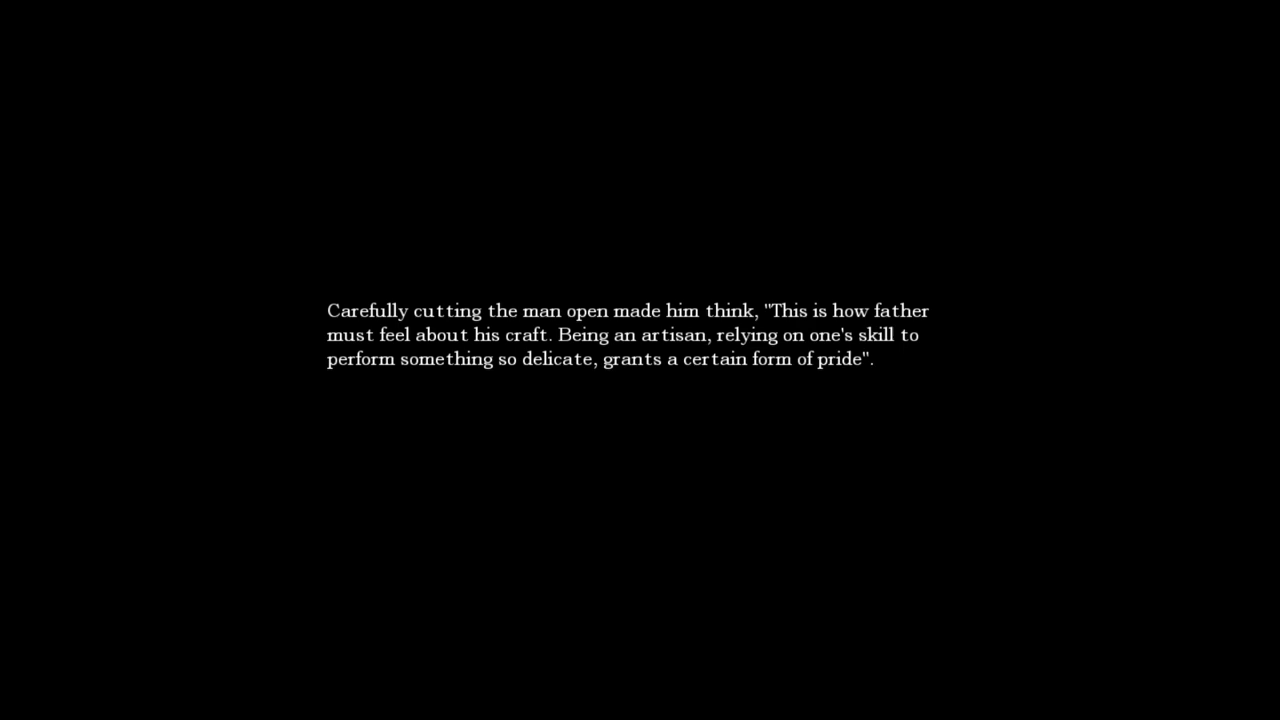 Carefully cutting the man open made him think, "This is how father
must feel about his craft. Being an artisan, relying on one's skill to
perform something so delicate, grants a certain form of pride".